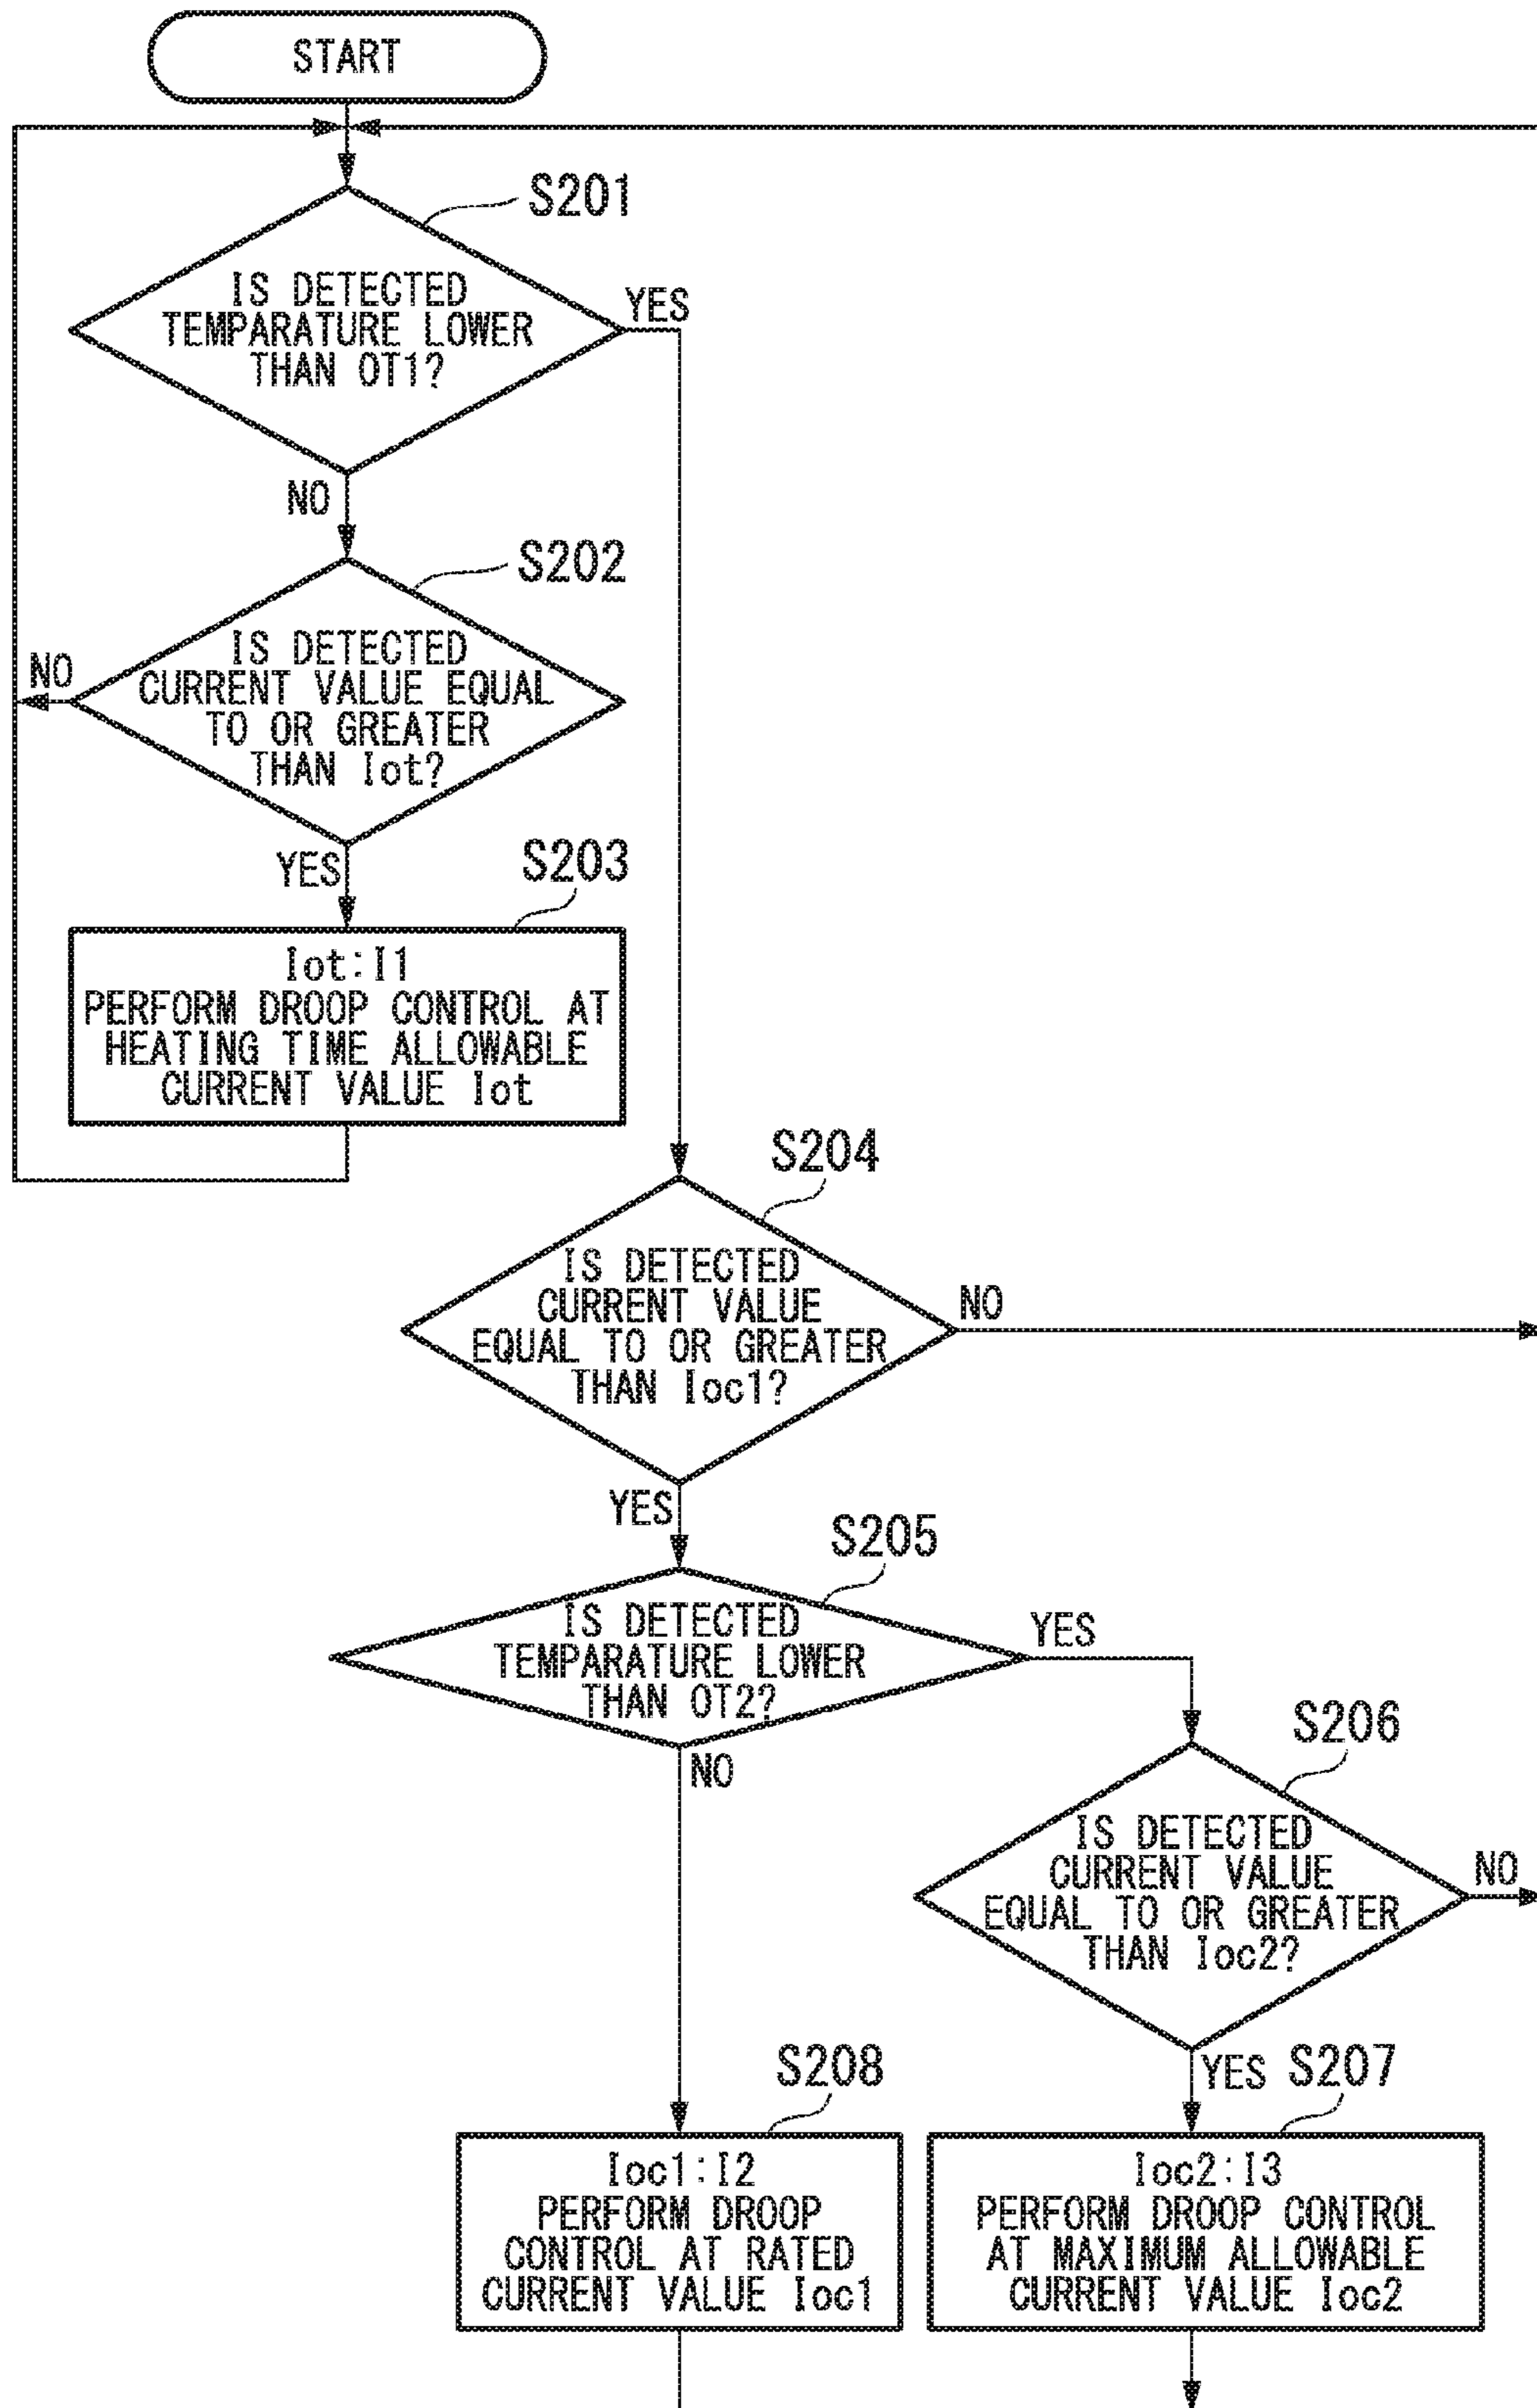 START
S201
IS DETECTED
TEMPARATURE LOWER
THAN OT1?
YES
NO
S202
IS DETECTED
CURRENT VALUE EQUAL
TO OR GREATER
THAN Iot?
NO
YES
S203
Iot:I1
PERFORM DROOP CONTROL AT
HEATING TIME ALLOWABLE
CURRENT VALUE Iot
S204
IS DETECTED
CURRENT VALUE
EQUAL TO OR GREATER
THAN Ioc1?
NO
YES
S205
IS DETECTED
TEMPARATURE LOWER
THAN OT2?
YES
NO
S206
IS DETECTED
CURRENT VALUE
EQUAL TO OR GREATER
THAN Ioc2?
NO
YES
S208
Ioc1:I2
PERFORM DROOP
CONTROL AT RATED
CURRENT VALUE Ioc1
S207
Ioc2:I3
PERFORM DROOP CONTROL
AT MAXIMUM ALLOWABLE
CURRENT VALUE Ioc2